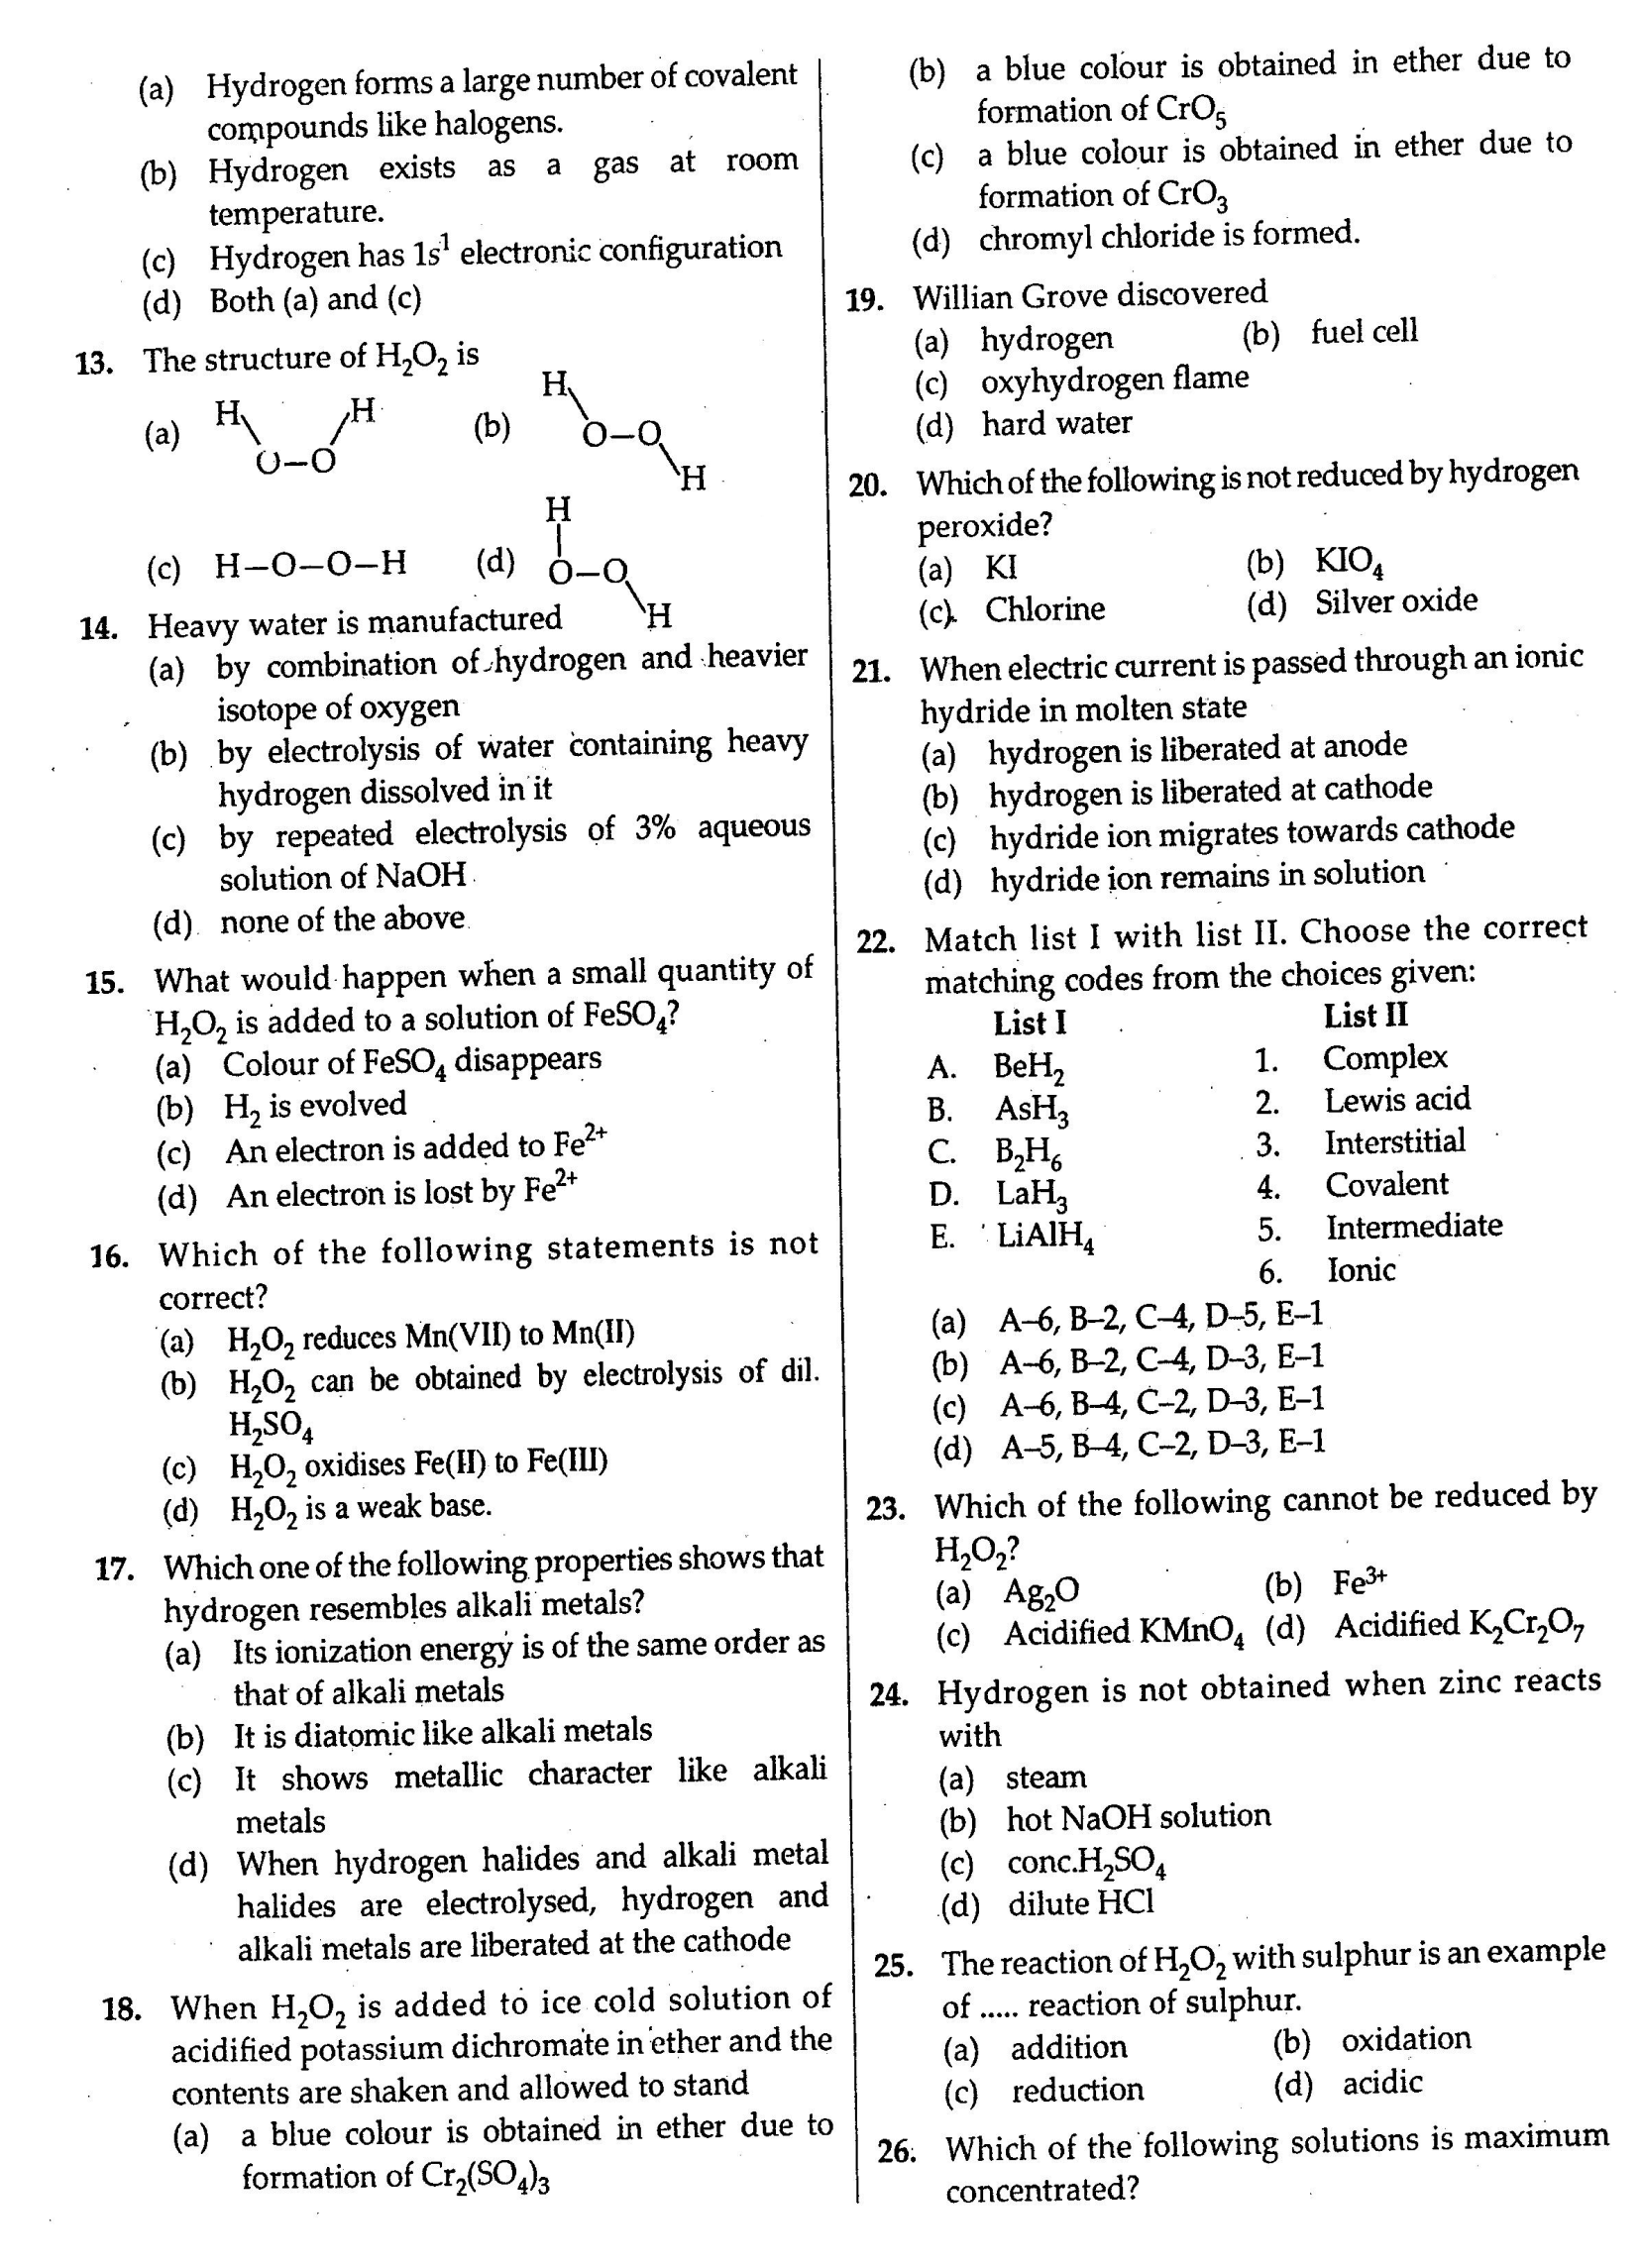 (a) Hydrogen forms a large number of covalent
compounds like halogens.
(b) Hydrogen exists as a gas at room
temperature.
(c) Hydrogen has 1s¹ electronic configuration
(d) Both (a) and (c)
13. The structure of H₂O₂ is
(a) H H O–O (b) H O–O H
(c) H–O–O–H (d) H O–O H
14. Heavy water is manufactured
(a) by combination of hydrogen and heavier
isotope of oxygen
(b) by electrolysis of water containing heavy
hydrogen dissolved in it
(c) by repeated electrolysis of 3% aqueous
solution of NaOH
(d) none of the above
15. What would happen when a small quantity of
H₂O₂ is added to a solution of FeSO₄?
(a) Colour of FeSO₄ disappears
(b) H₂ is evolved
(c) An electron is added to Fe²⁺
(d) An electron is lost by Fe²⁺
16. Which of the following statements is not
correct?
(a) H₂O₂ reduces Mn(VII) to Mn(II)
(b) H₂O₂ can be obtained by electrolysis of dil.
H₂SO₄
(c) H₂O₂ oxidises Fe(II) to Fe(III)
(d) H₂O₂ is a weak base.
17. Which one of the following properties shows that
hydrogen resembles alkali metals?
(a) Its ionization energy is of the same order as
that of alkali metals
(b) It is diatomic like alkali metals
(c) It shows metallic character like alkali
metals
(d) When hydrogen halides and alkali metal
halides are electrolysed, hydrogen and
alkali metals are liberated at the cathode
18. When H₂O₂ is added to ice cold solution of
acidified potassium dichromate in ether and the
contents are shaken and allowed to stand
(a) a blue colour is obtained in ether due to
formation of Cr₂(SO₄)₃
(b) a blue colour is obtained in ether due to
formation of CrO₅
(c) a blue colour is obtained in ether due to
formation of CrO₃
(d) chromyl chloride is formed.
19. Willian Grove discovered
(a) hydrogen (b) fuel cell
(c) oxyhydrogen flame
(d) hard water
20. Which of the following is not reduced by hydrogen
peroxide?
(a) KI (b) KIO₄
(c) Chlorine (d) Silver oxide
21. When electric current is passed through an ionic
hydride in molten state
(a) hydrogen is liberated at anode
(b) hydrogen is liberated at cathode
(c) hydride ion migrates towards cathode
(d) hydride ion remains in solution
22. Match list I with list II. Choose the correct
matching codes from the choices given:
List I List II
A. BeH₂ 1. Complex
B. AsH₃ 2. Lewis acid
C. B₂H₆ 3. Interstitial
D. LaH₃ 4. Covalent
E. LiAlH₄ 5. Intermediate
6. Ionic
(a) A–6, B–2, C–4, D–5, E–1
(b) A–6, B–2, C–4, D–3, E–1
(c) A–6, B–4, C–2, D–3, E–1
(d) A–5, B–4, C–2, D–3, E–1
23. Which of the following cannot be reduced by
H₂O₂?
(a) Ag₂O (b) Fe³⁺
(c) Acidified KMnO₄ (d) Acidified K₂Cr₂O₇
24. Hydrogen is not obtained when zinc reacts
with
(a) steam
(b) hot NaOH solution
(c) conc.H₂SO₄
(d) dilute HCl
25. The reaction of H₂O₂ with sulphur is an example
of ..... reaction of sulphur.
(a) addition (b) oxidation
(c) reduction (d) acidic
26. Which of the following solutions is maximum
concentrated?